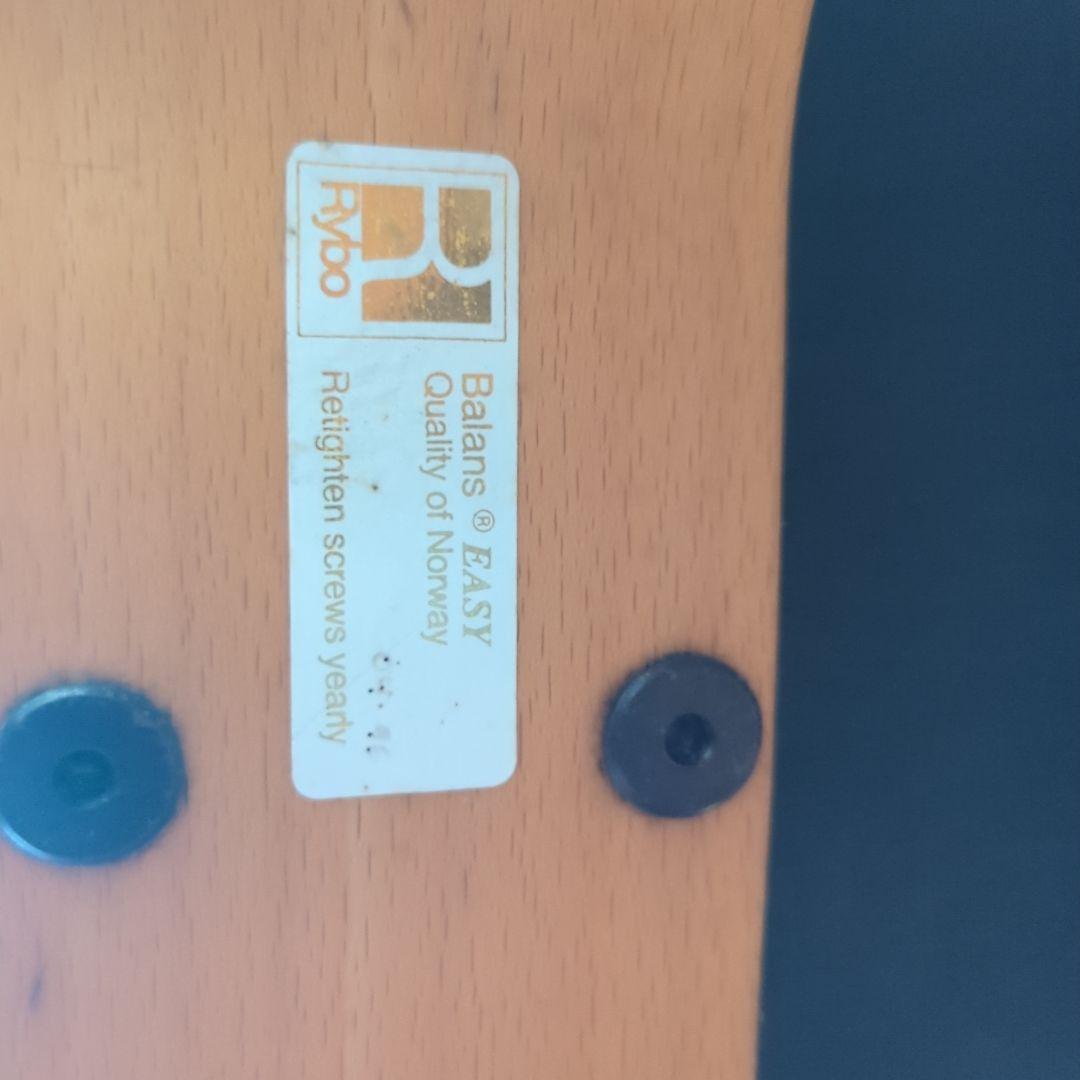 Rybo
Balans ® EASY
Quality of Norway
Retighten screws yearly